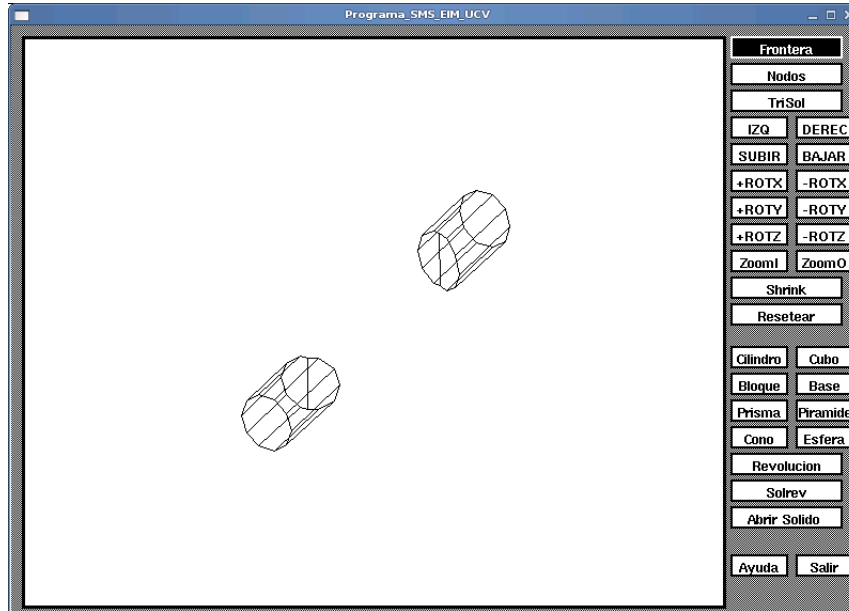 Programa_SMS_EIM_UCV
Frontera
Nodos
TriSol
IZQ DEREC
SUBIR BAJAR
+ROTX -ROTX
+ROTY -ROTY
+ROTZ -ROTZ
ZoomI ZoomO
Shrink
Resetear
Cilindro Cubo
Bloque Base
Prisma Piramide
Cono Esfera
Revolucion
Solrev
Abrir Solido
Ayuda Salir